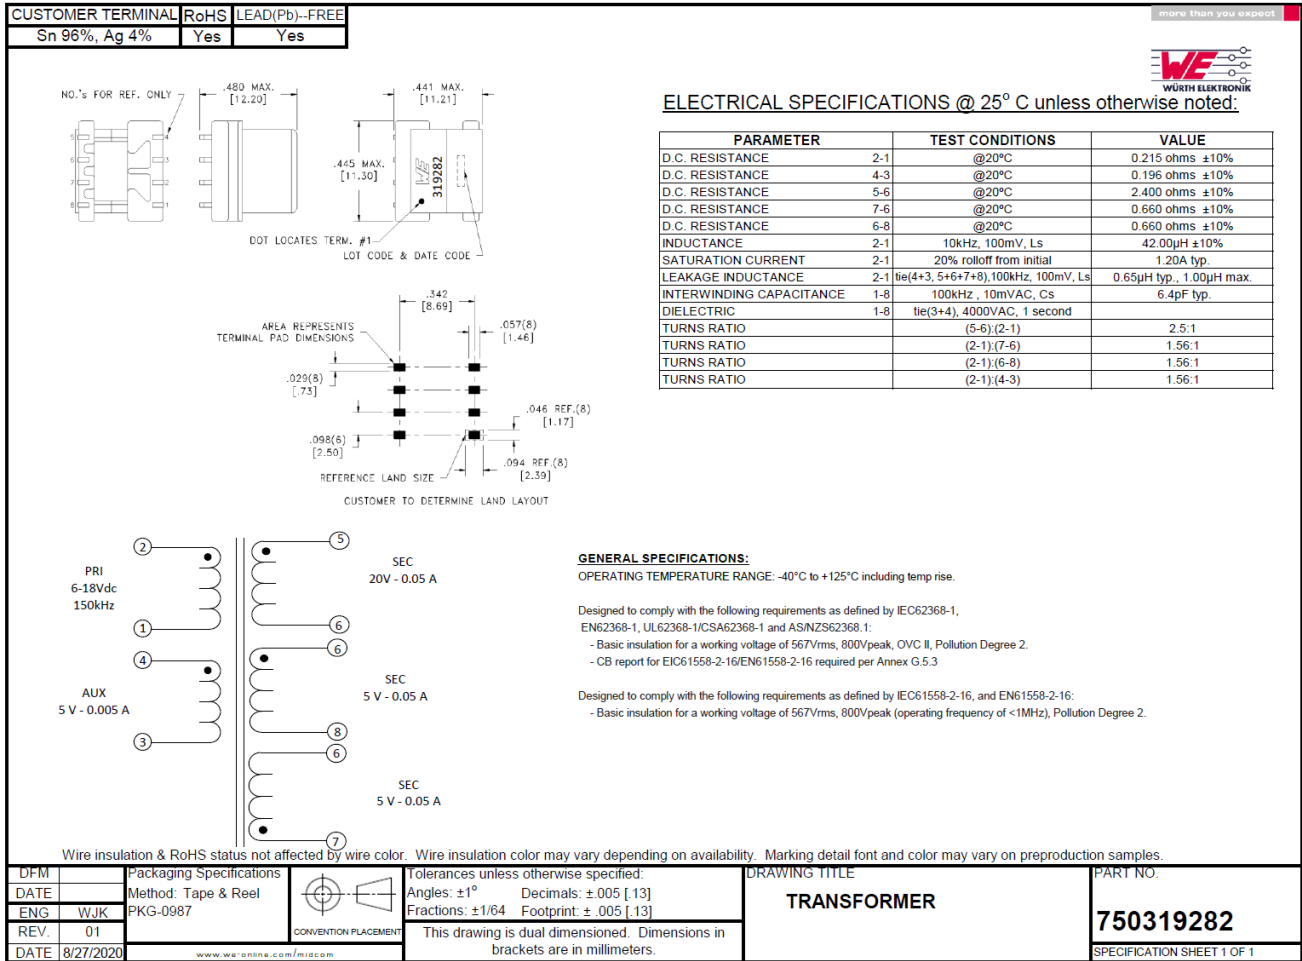 CUSTOMER TERMINAL RoHS LEAD(Pb)--FREE
Sn 96%, Ag 4% Yes Yes
more than you expect
WE
WÜRTH ELEKTRONIK
NO.'s FOR REF. ONLY
.480 MAX.
[12.20]
.441 MAX.
[11.21]
.445 MAX.
[11.30]
5 4
6 3
7 2
8 1
WE
319282
DOT LOCATES TERM. #1
LOT CODE & DATE CODE
.342
[8.69]
AREA REPRESENTS
TERMINAL PAD DIMENSIONS
.057(8)
[1.46]
.029(8)
[.73]
.046 REF.(8)
[1.17]
.098(6)
[2.50]
.094 REF.(8)
[2.39]
REFERENCE LAND SIZE
CUSTOMER TO DETERMINE LAND LAYOUT
ELECTRICAL SPECIFICATIONS @ 25° C unless otherwise noted:
PARAMETER TEST CONDITIONS VALUE
D.C. RESISTANCE 2-1 @20°C 0.215 ohms ±10%
D.C. RESISTANCE 4-3 @20°C 0.196 ohms ±10%
D.C. RESISTANCE 5-6 @20°C 2.400 ohms ±10%
D.C. RESISTANCE 7-6 @20°C 0.660 ohms ±10%
D.C. RESISTANCE 6-8 @20°C 0.660 ohms ±10%
INDUCTANCE 2-1 10kHz, 100mV, Ls 42.00µH ±10%
SATURATION CURRENT 2-1 20% rolloff from initial 1.20A typ.
LEAKAGE INDUCTANCE 2-1 tie(4+3, 5+6+7+8),100kHz, 100mV, Ls 0.65µH typ., 1.00µH max.
INTERWINDING CAPACITANCE 1-8 100kHz , 10mVAC, Cs 6.4pF typ.
DIELECTRIC 1-8 tie(3+4), 4000VAC, 1 second
TURNS RATIO (5-6):(2-1) 2.5:1
TURNS RATIO (2-1):(7-6) 1.56:1
TURNS RATIO (2-1):(6-8) 1.56:1
TURNS RATIO (2-1):(4-3) 1.56:1
2
PRI
6-18Vdc
150kHz
1
4
AUX
5 V - 0.005 A
3
5
SEC
20V - 0.05 A
6
6
SEC
5 V - 0.05 A
8
6
SEC
5 V - 0.05 A
7
GENERAL SPECIFICATIONS:
OPERATING TEMPERATURE RANGE: -40°C to +125°C including temp rise.
Designed to comply with the following requirements as defined by IEC62368-1,
EN62368-1, UL62368-1/CSA62368-1 and AS/NZS62368.1:
- Basic insulation for a working voltage of 567Vrms, 800Vpeak, OVC II, Pollution Degree 2.
- CB report for EIC61558-2-16/EN61558-2-16 required per Annex G.5.3
Designed to comply with the following requirements as defined by IEC61558-2-16, and EN61558-2-16:
- Basic insulation for a working voltage of 567Vrms, 800Vpeak (operating frequency of <1MHz), Pollution Degree 2.
Wire insulation & RoHS status not affected by wire color. Wire insulation color may vary depending on availability. Marking detail font and color may vary on preproduction samples.
DFM
DATE
ENG WJK
REV. 01
DATE 8/27/2020
Packaging Specifications
Method: Tape & Reel
PKG-0987
www.we-online.com/midcom
CONVENTION PLACEMENT
Tolerances unless otherwise specified:
Angles: ±1° Decimals: ±.005 [.13]
Fractions: ±1/64 Footprint: ± .005 [.13]
This drawing is dual dimensioned. Dimensions in
brackets are in millimeters.
DRAWING TITLE
TRANSFORMER
PART NO.
750319282
SPECIFICATION SHEET 1 OF 1